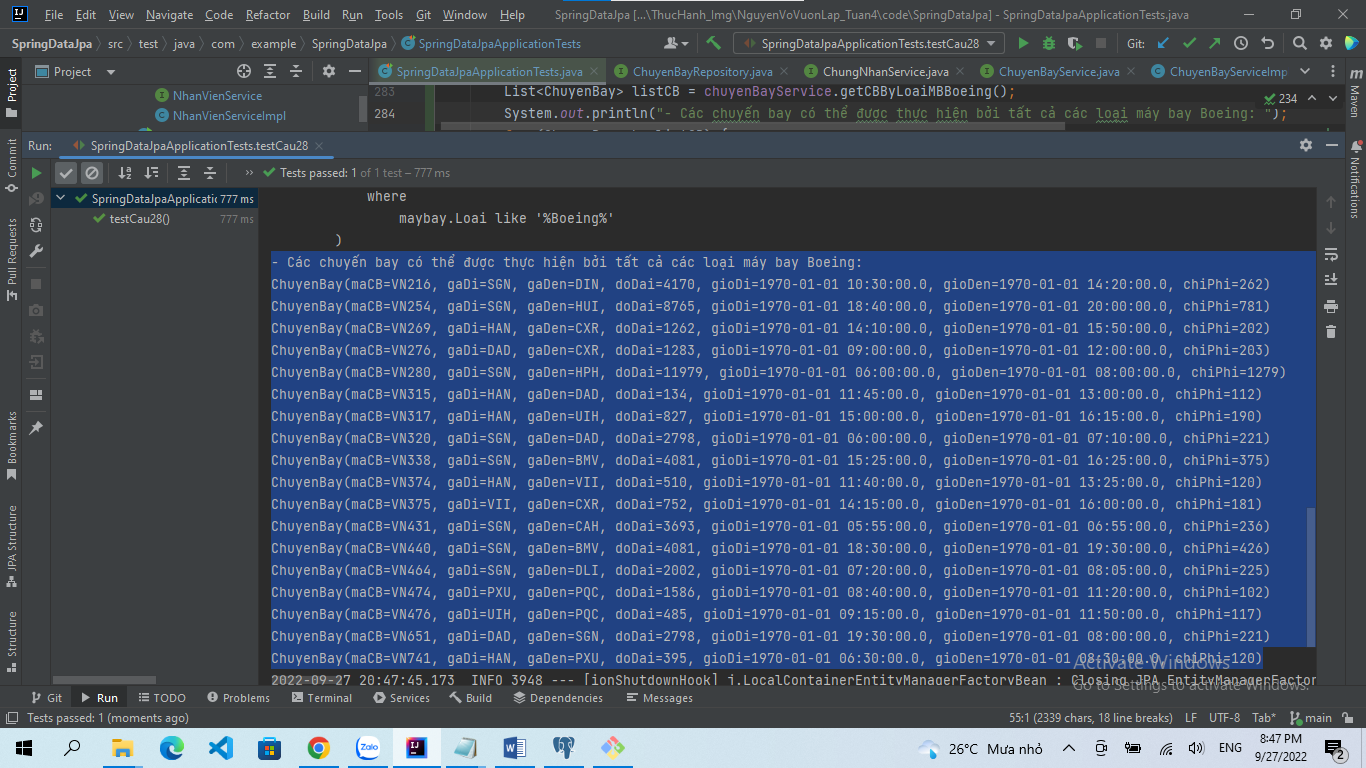 File Edit View Navigate Code Refactor Build Run Tools Git Window Help SpringDataJpa [...\ThucHanh_Img\NguyenVoVuonLap_Tuan4\code\SpringDataJpa] - SpringDataJpaApplicationTests.java
SpringDataJpa src test java com example SpringDataJpa SpringDataJpaApplicationTests SpringDataJpaApplicationTests.testCau28 Git:
Project
Project
SpringDataJpaApplicationTests.java ChuyenBayRepository.java ChungNhanService.java ChuyenBayService.java ChuyenBayServiceImp
NhanVienService
NhanVienServiceImpl
283 List<ChuyenBay> listCB = chuyenBayService.getCBByLoaiMBBoeing();
284 System.out.println("- Các chuyến bay có thể được thực hiện bởi tất cả các loại máy bay Boeing: ");
234
Maven
Notifications
Run: SpringDataJpaApplicationTests.testCau28
Tests passed: 1 of 1 test – 777 ms
SpringDataJpaApplicatic 777 ms
testCau28() 777 ms
Commit
Pull Requests
Bookmarks
JPA Structure
Structure
where
maybay.Loai like '%Boeing%'
)
- Các chuyến bay có thể được thực hiện bởi tất cả các loại máy bay Boeing:
ChuyenBay(maCB=VN216, gaDi=SGN, gaDen=DIN, doDai=4170, gioDi=1970-01-01 10:30:00.0, gioDen=1970-01-01 14:20:00.0, chiPhi=262)
ChuyenBay(maCB=VN254, gaDi=SGN, gaDen=HUI, doDai=8765, gioDi=1970-01-01 18:40:00.0, gioDen=1970-01-01 20:00:00.0, chiPhi=781)
ChuyenBay(maCB=VN269, gaDi=HAN, gaDen=CXR, doDai=1262, gioDi=1970-01-01 14:10:00.0, gioDen=1970-01-01 15:50:00.0, chiPhi=202)
ChuyenBay(maCB=VN276, gaDi=DAD, gaDen=CXR, doDai=1283, gioDi=1970-01-01 09:00:00.0, gioDen=1970-01-01 12:00:00.0, chiPhi=203)
ChuyenBay(maCB=VN280, gaDi=SGN, gaDen=HPH, doDai=11979, gioDi=1970-01-01 06:00:00.0, gioDen=1970-01-01 08:00:00.0, chiPhi=1279)
ChuyenBay(maCB=VN315, gaDi=HAN, gaDen=DAD, doDai=134, gioDi=1970-01-01 11:45:00.0, gioDen=1970-01-01 13:00:00.0, chiPhi=112)
ChuyenBay(maCB=VN317, gaDi=HAN, gaDen=UIH, doDai=827, gioDi=1970-01-01 15:00:00.0, gioDen=1970-01-01 16:15:00.0, chiPhi=190)
ChuyenBay(maCB=VN320, gaDi=SGN, gaDen=DAD, doDai=2798, gioDi=1970-01-01 06:00:00.0, gioDen=1970-01-01 07:10:00.0, chiPhi=221)
ChuyenBay(maCB=VN338, gaDi=SGN, gaDen=BMV, doDai=4081, gioDi=1970-01-01 15:25:00.0, gioDen=1970-01-01 16:25:00.0, chiPhi=375)
ChuyenBay(maCB=VN374, gaDi=HAN, gaDen=VII, doDai=510, gioDi=1970-01-01 11:40:00.0, gioDen=1970-01-01 13:25:00.0, chiPhi=120)
ChuyenBay(maCB=VN375, gaDi=VII, gaDen=CXR, doDai=752, gioDi=1970-01-01 14:15:00.0, gioDen=1970-01-01 16:00:00.0, chiPhi=181)
ChuyenBay(maCB=VN431, gaDi=SGN, gaDen=CAH, doDai=3693, gioDi=1970-01-01 05:55:00.0, gioDen=1970-01-01 06:55:00.0, chiPhi=236)
ChuyenBay(maCB=VN440, gaDi=SGN, gaDen=BMV, doDai=4081, gioDi=1970-01-01 18:30:00.0, gioDen=1970-01-01 19:30:00.0, chiPhi=426)
ChuyenBay(maCB=VN464, gaDi=SGN, gaDen=DLI, doDai=2002, gioDi=1970-01-01 07:20:00.0, gioDen=1970-01-01 08:05:00.0, chiPhi=225)
ChuyenBay(maCB=VN474, gaDi=PXU, gaDen=PQC, doDai=1586, gioDi=1970-01-01 08:40:00.0, gioDen=1970-01-01 11:20:00.0, chiPhi=102)
ChuyenBay(maCB=VN476, gaDi=UIH, gaDen=PQC, doDai=485, gioDi=1970-01-01 09:15:00.0, gioDen=1970-01-01 11:50:00.0, chiPhi=117)
ChuyenBay(maCB=VN651, gaDi=DAD, gaDen=SGN, doDai=2798, gioDi=1970-01-01 19:30:00.0, gioDen=1970-01-01 08:00:00.0, chiPhi=221)
ChuyenBay(maCB=VN741, gaDi=HAN, gaDen=PXU, doDai=395, gioDi=1970-01-01 06:30:00.0, gioDen=1970-01-01 08:30:00.0, chiPhi=120)
2022-09-27 20:47:45.173 INFO 3948 --- [ionShutdownHook] j.LocalContainerEntityManagerFactoryBean : Closing JPA EntityManagerFactor
Activate Windows
Go to Settings to activate Windows.
Git Run TODO Problems Terminal Services Build Dependencies Messages
Tests passed: 1 (moments ago) 55:1 (2339 chars, 18 line breaks) LF UTF-8 Tab* main
Zalo 26°C Mưa nhỏ ENG 8:47 PM
9/27/2022 2